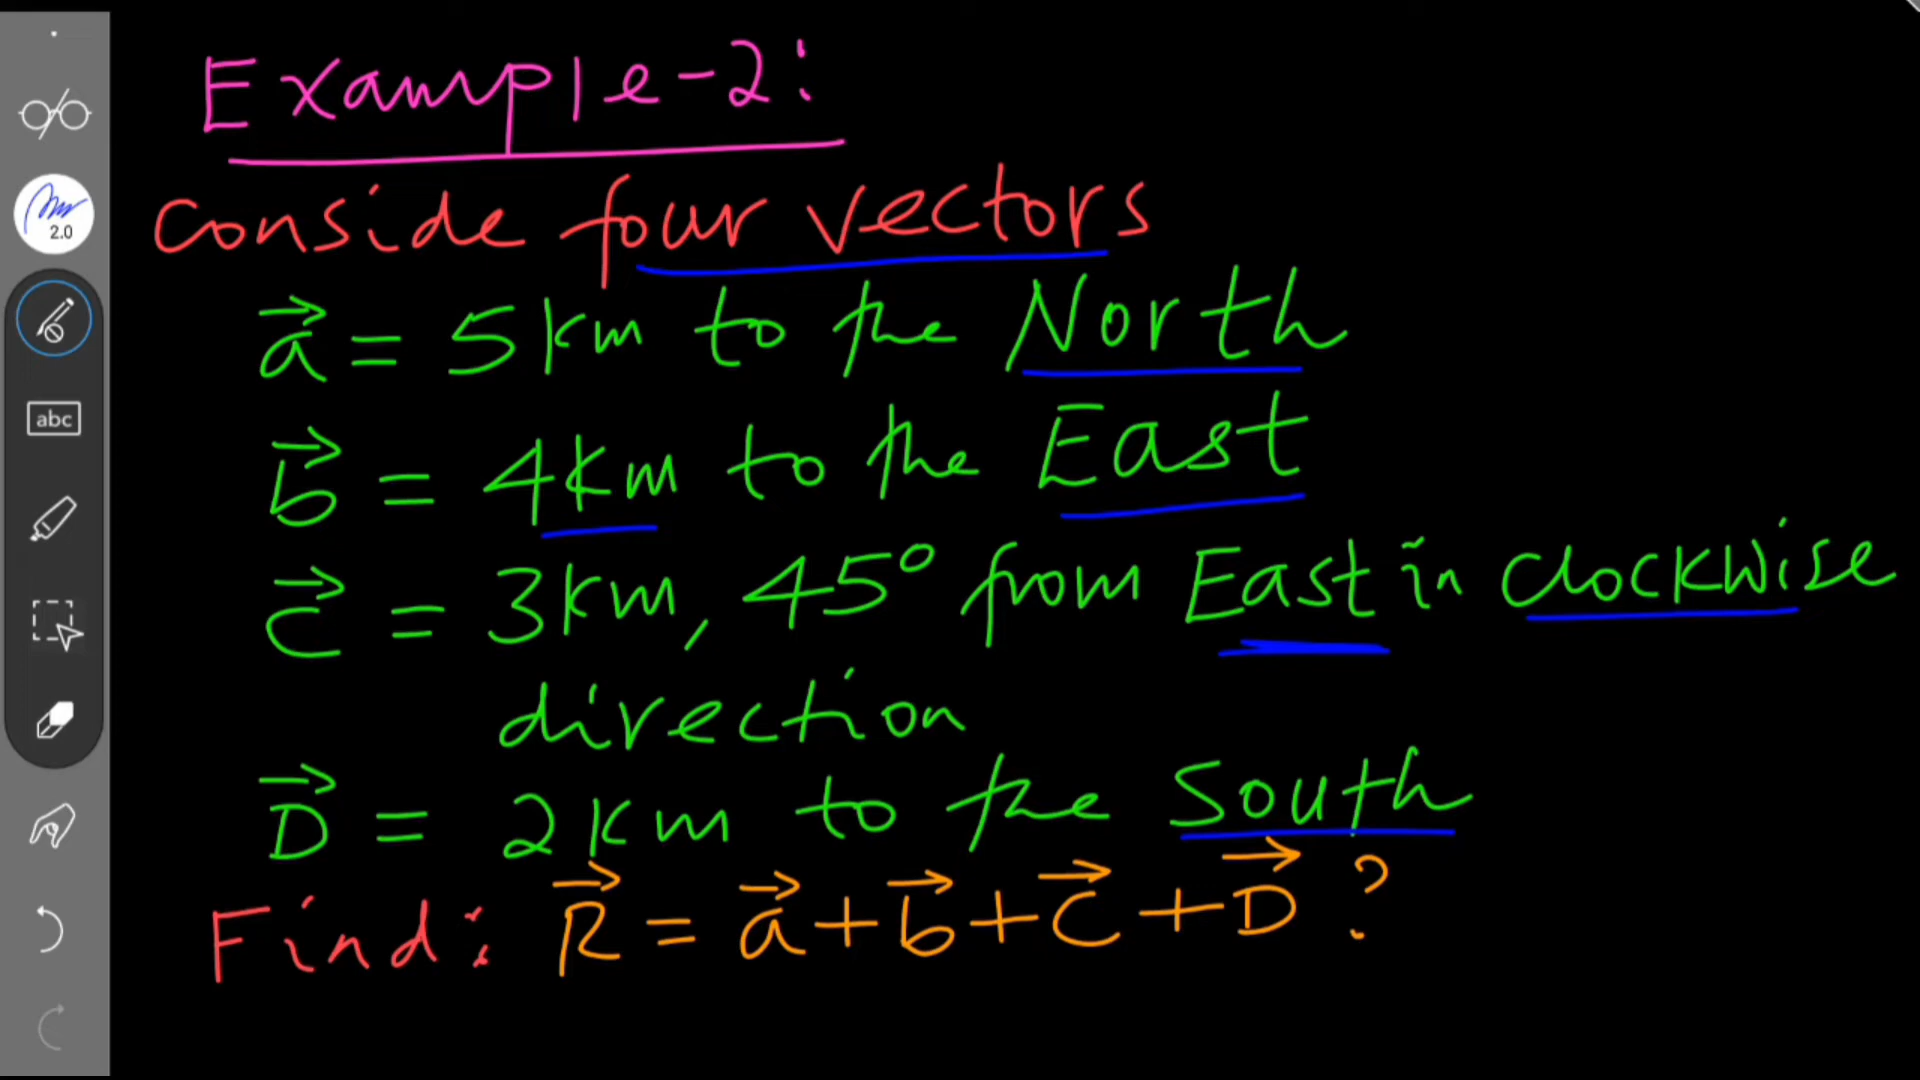 2.0
abc
Example-2:
Conside four vectors
a⃗ = 5km to the North
b⃗ = 4km to the East
c⃗ = 3km, 45° from East in clockwise
direction
D⃗ = 2km to the South
Find: R⃗ = a⃗ + b⃗ + c⃗ + D⃗ ?